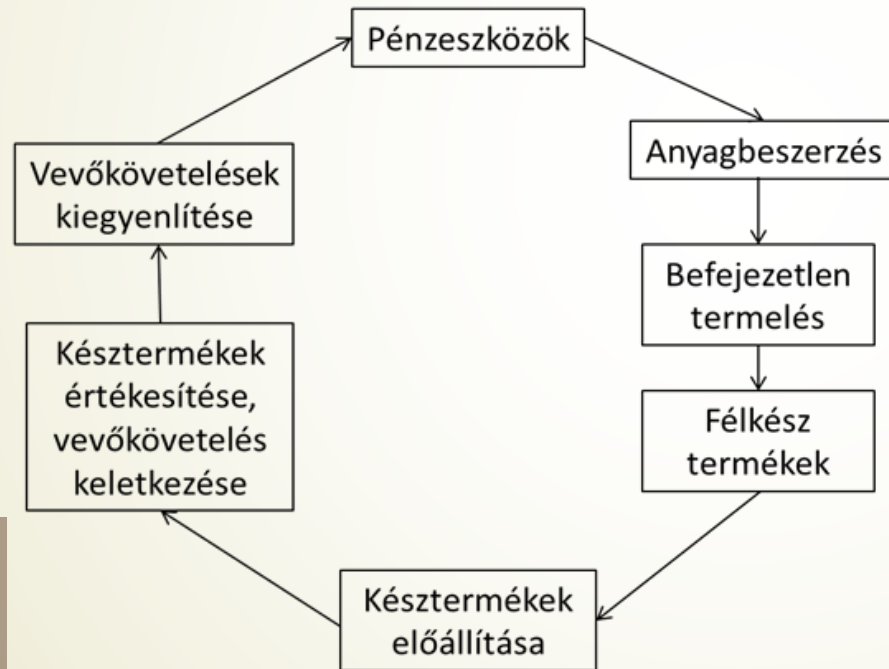 Pénzeszközök
Anyagbeszerzés
Befejezetlen
termelés
Félkész
termékek
Késztermékek
előállítása
Késztermékek
értékesítése,
vevőkövetelés
keletkezése
Vevőkövetelések
kiegyenlítése